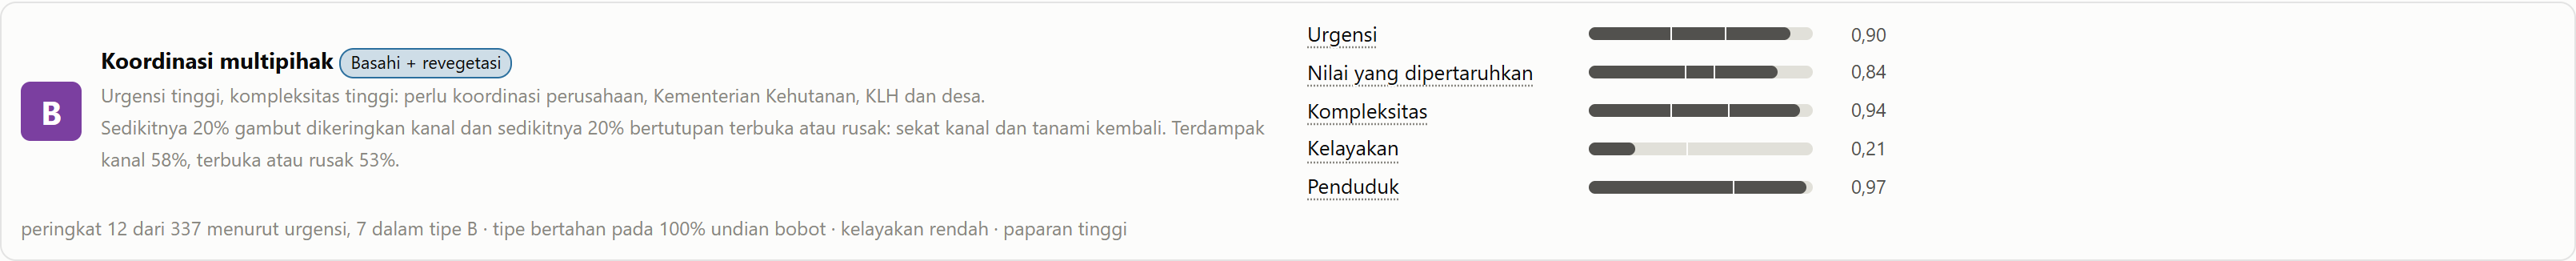 B
Koordinasi multipihak Basahi + revegetasi
Urgensi tinggi, kompleksitas tinggi: perlu koordinasi perusahaan, Kementerian Kehutanan, KLH dan desa.
Sedikitnya 20% gambut dikeringkan kanal dan sedikitnya 20% bertutupan terbuka atau rusak: sekat kanal dan tanami kembali. Terdampak
kanal 58%, terbuka atau rusak 53%.
Urgensi 0,90
Nilai yang dipertaruhkan 0,84
Kompleksitas 0,94
Kelayakan 0,21
Penduduk 0,97
peringkat 12 dari 337 menurut urgensi, 7 dalam tipe B · tipe bertahan pada 100% undian bobot · kelayakan rendah · paparan tinggi